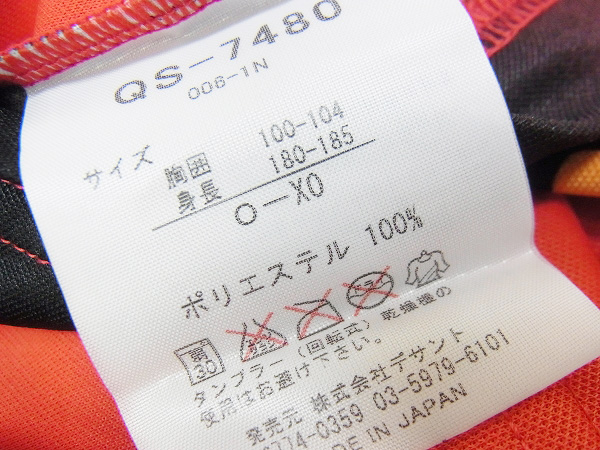 QS-7480
006-1N
サイズ 胸囲 100-104
身長 180-185
O-XO
ポリエステル 100%
タンブラー(回転式)乾燥機の
使用はお避け下さい。
発売元 株式会社デサント
0774-0359 03-5979-6101
MADE IN JAPAN